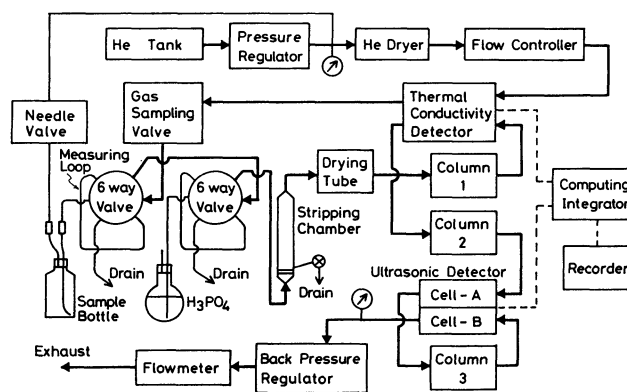 He Tank
Pressure
Regulator
He Dryer
Flow Controller
Needle
Valve
Gas
Sampling
Valve
Thermal
Conductivity
Detector
Measuring
Loop
6 way
Valve
6 way
Valve
Drying
Tube
Column
1
Stripping
Chamber
Computing
Integrator
Column
2
Drain
Drain
Drain
Sample
Bottle
H3PO4
Ultrasonic Detector
Cell-A
Cell-B
Recorder
Exhaust
Flowmeter
Back Pressure
Regulator
Column
3